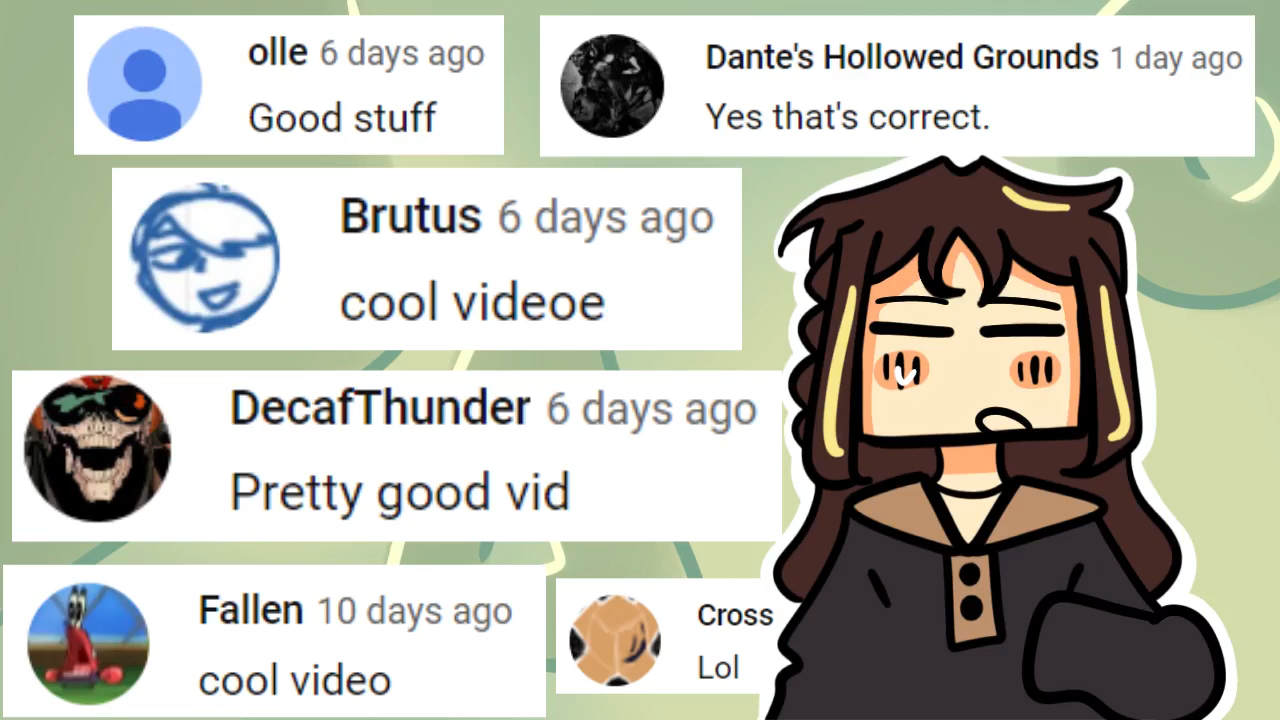 olle 6 days ago
Good stuff
Dante's Hollowed Grounds 1 day ago
Yes that's correct.
Brutus 6 days ago
cool videoe
DecafThunder 6 days ago
Pretty good vid
Fallen 10 days ago
cool video
Cross
Lol